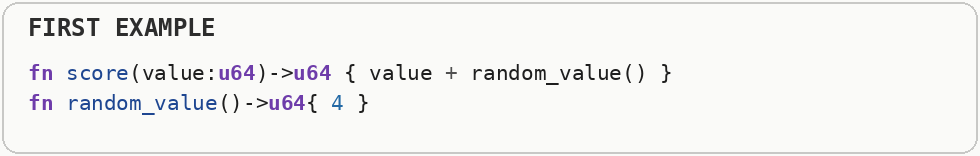 FIRST EXAMPLE
fn score(value:u64)->u64 { value + random_value() }
fn random_value()->u64{ 4 }